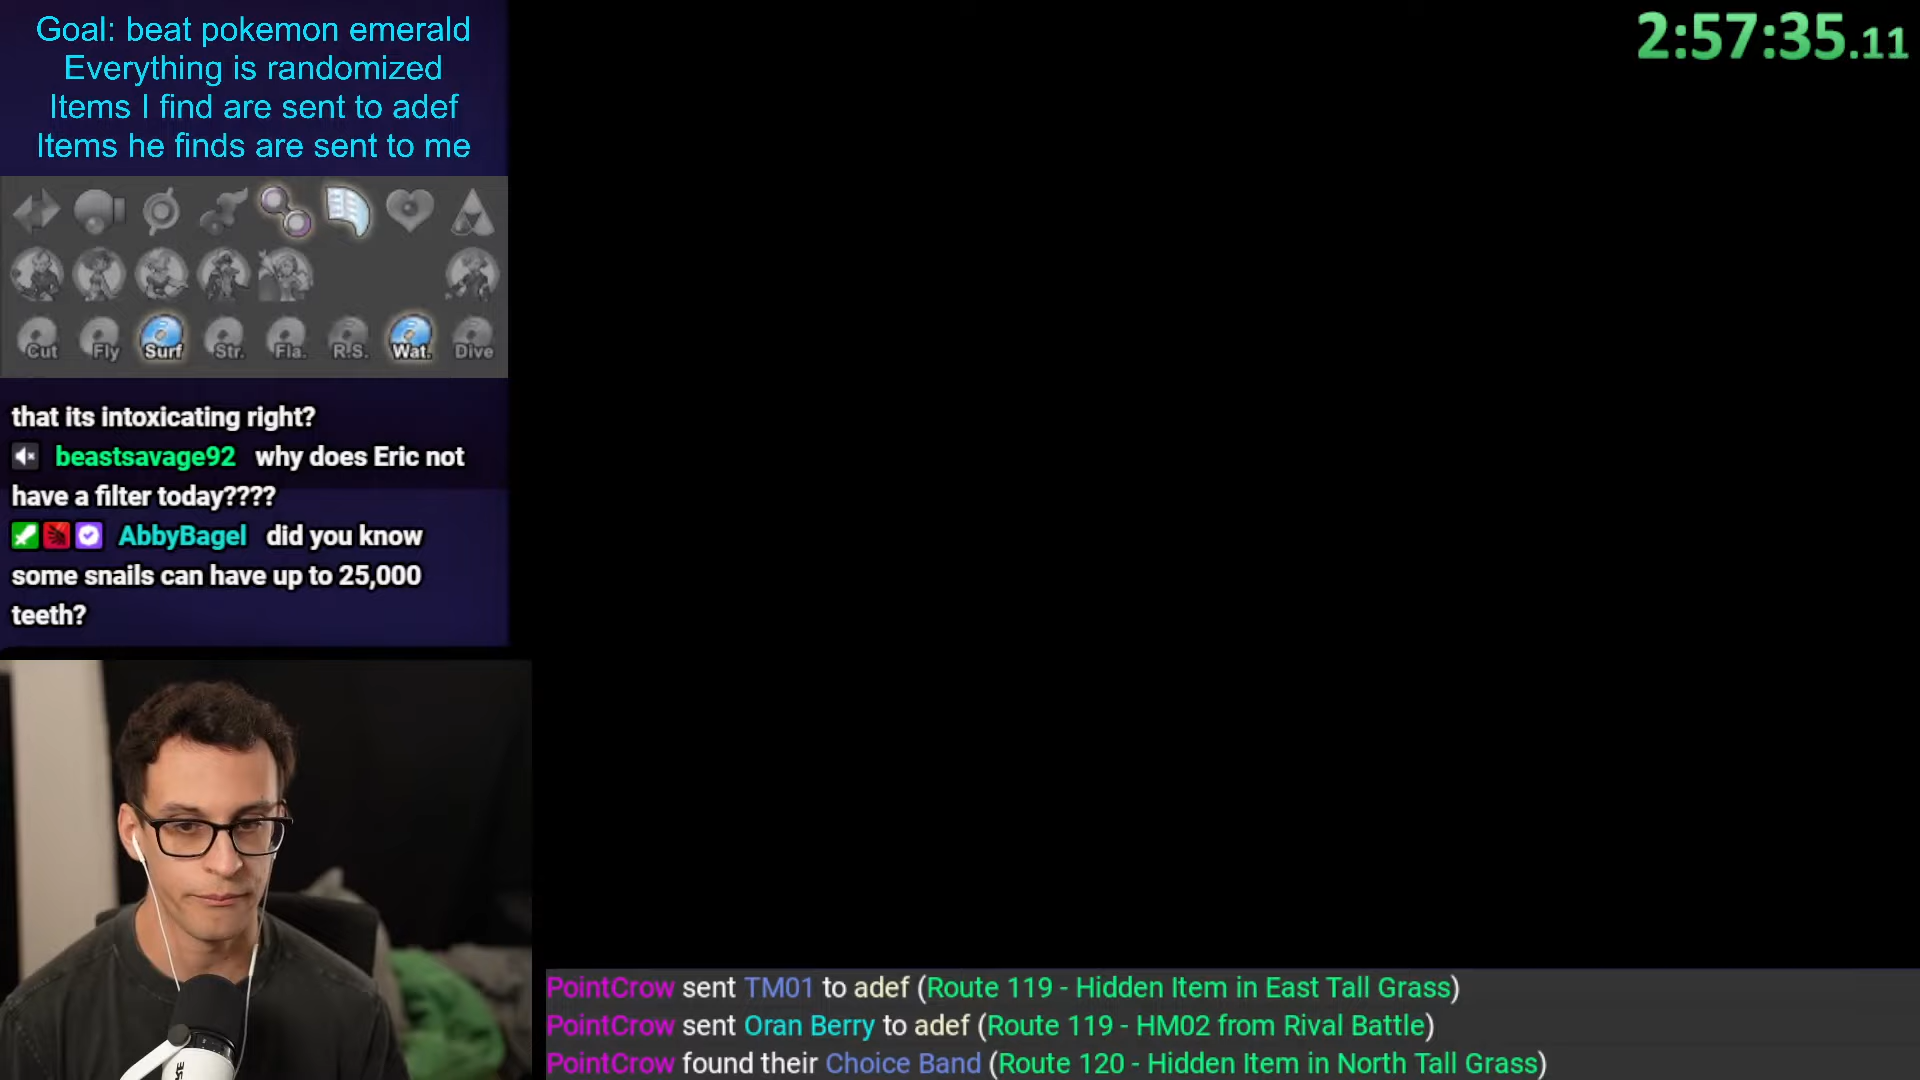 Goal: beat pokemon emerald
Everything is randomized
Items I find are sent to adef
Items he finds are sent to me
2:57:35.11
Cut Fly Surf Str. Fla. R.S. Wat. Dive
that its intoxicating right?
beastsavage92 why does Eric not
have a filter today????
AbbyBagel did you know
some snails can have up to 25,000
teeth?
PointCrow sent TM01 to adef (Route 119 - Hidden Item in East Tall Grass)
PointCrow sent Oran Berry to adef (Route 119 - HM02 from Rival Battle)
PointCrow found their Choice Band (Route 120 - Hidden Item in North Tall Grass)